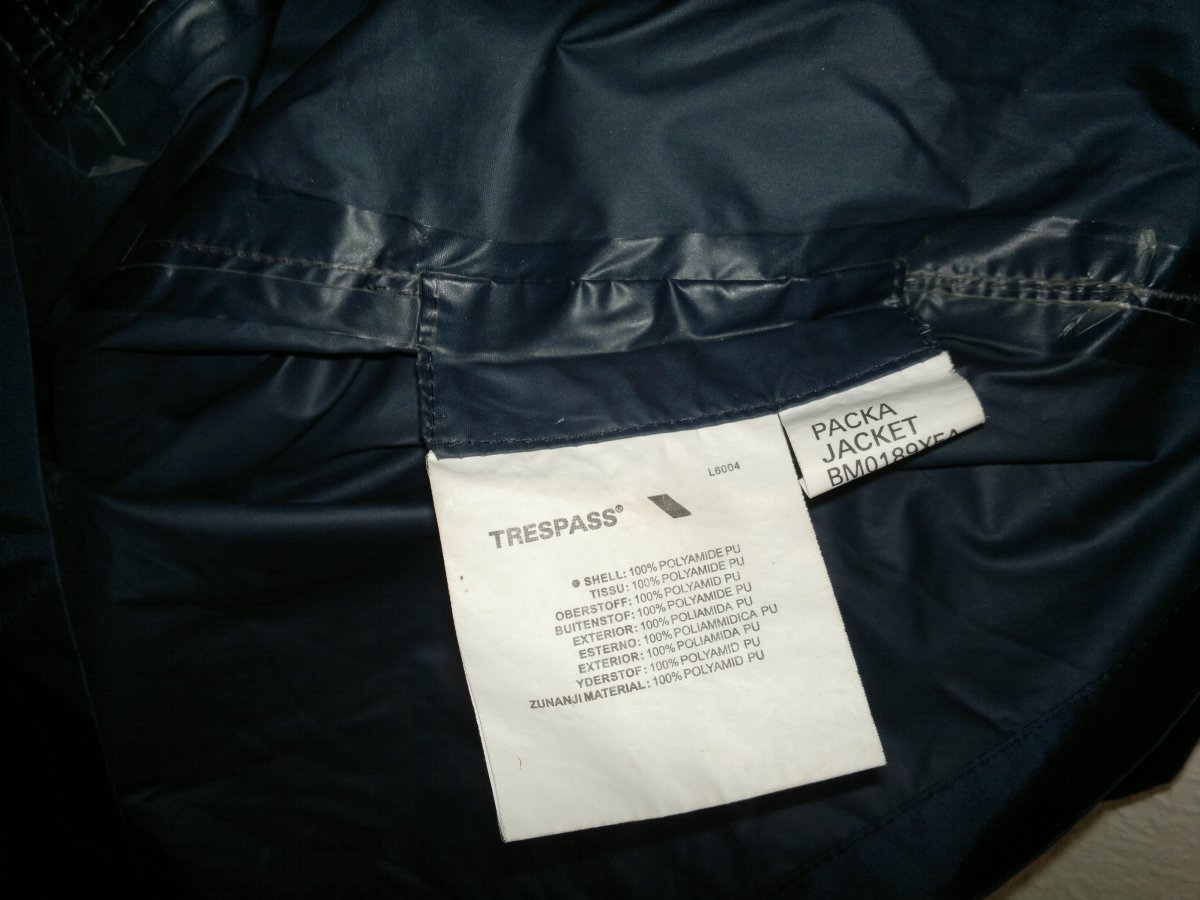 PACKA
JACKET
BM0189XFA
L6004
TRESPASS®
SHELL: 100% POLYAMIDE PU
TISSU: 100% POLYAMIDE PU
OBERSTOFF: 100% POLYAMID PU
BUITENSTOF: 100% POLYAMIDE PU
EXTERIOR: 100% POLIAMIDA PU
ESTERNO: 100% POLIAMMIDICA PU
EXTERIOR: 100% POLIAMIDA PU
YDERSTOF: 100% POLYAMID PU
ZUNANJI MATERIAL: 100% POLYAMID PU